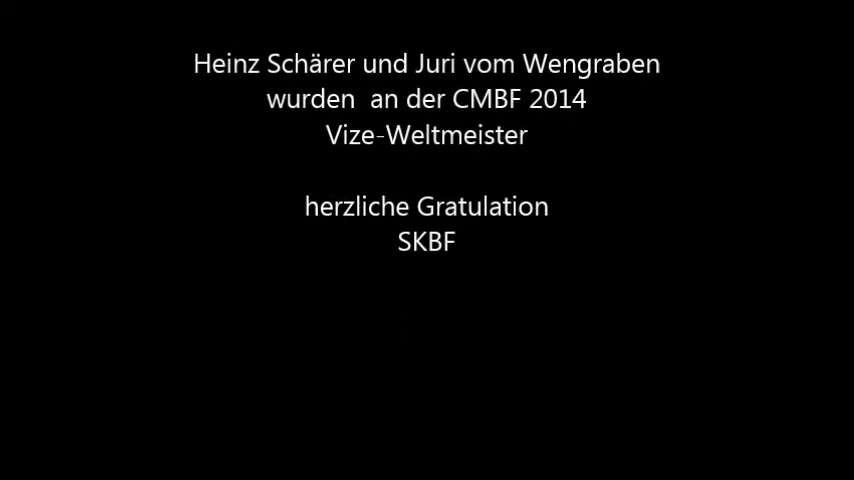 Heinz Schärer und Juri vom Wengraben
wurden  an der CMBF 2014
Vize-Weltmeister
herzliche Gratulation
SKBF